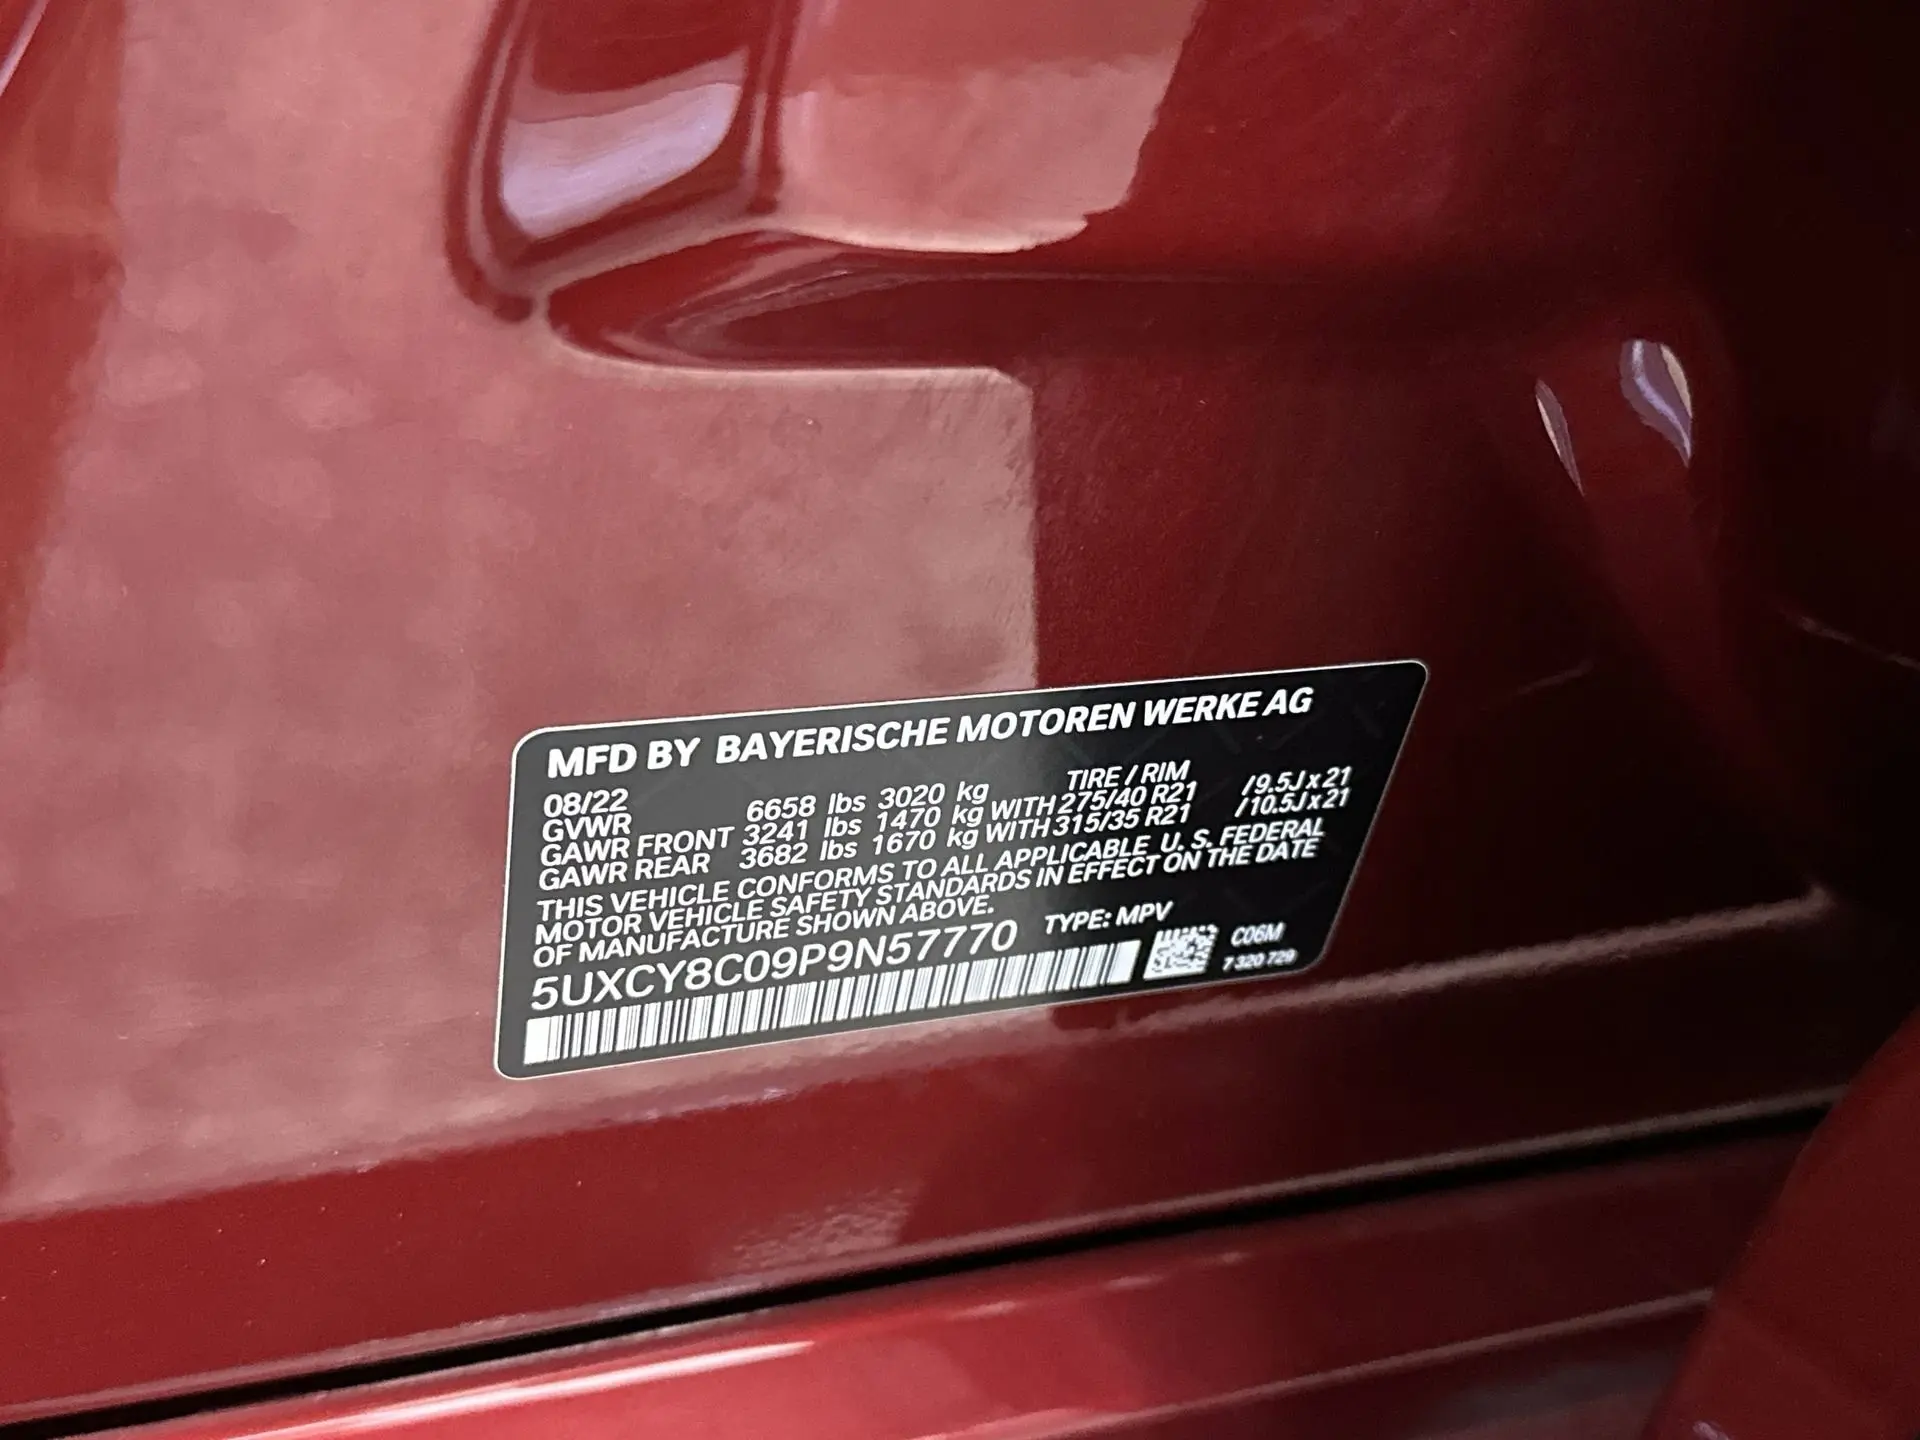 MFD BY BAYERISCHE MOTOREN WERKE AG
08/22 TIRE / RIM
GVWR 6658 lbs 3020 kg
GAWR FRONT 3241 lbs 1470 kg WITH 275/40 R21 /9.5J x 21
GAWR REAR 3682 lbs 1670 kg WITH 315/35 R21 /10.5J x 21
THIS VEHICLE CONFORMS TO ALL APPLICABLE U. S. FEDERAL
MOTOR VEHICLE SAFETY STANDARDS IN EFFECT ON THE DATE
OF MANUFACTURE SHOWN ABOVE.
5UXCY8C09P9N57770 TYPE: MPV
C06M
7 320 729